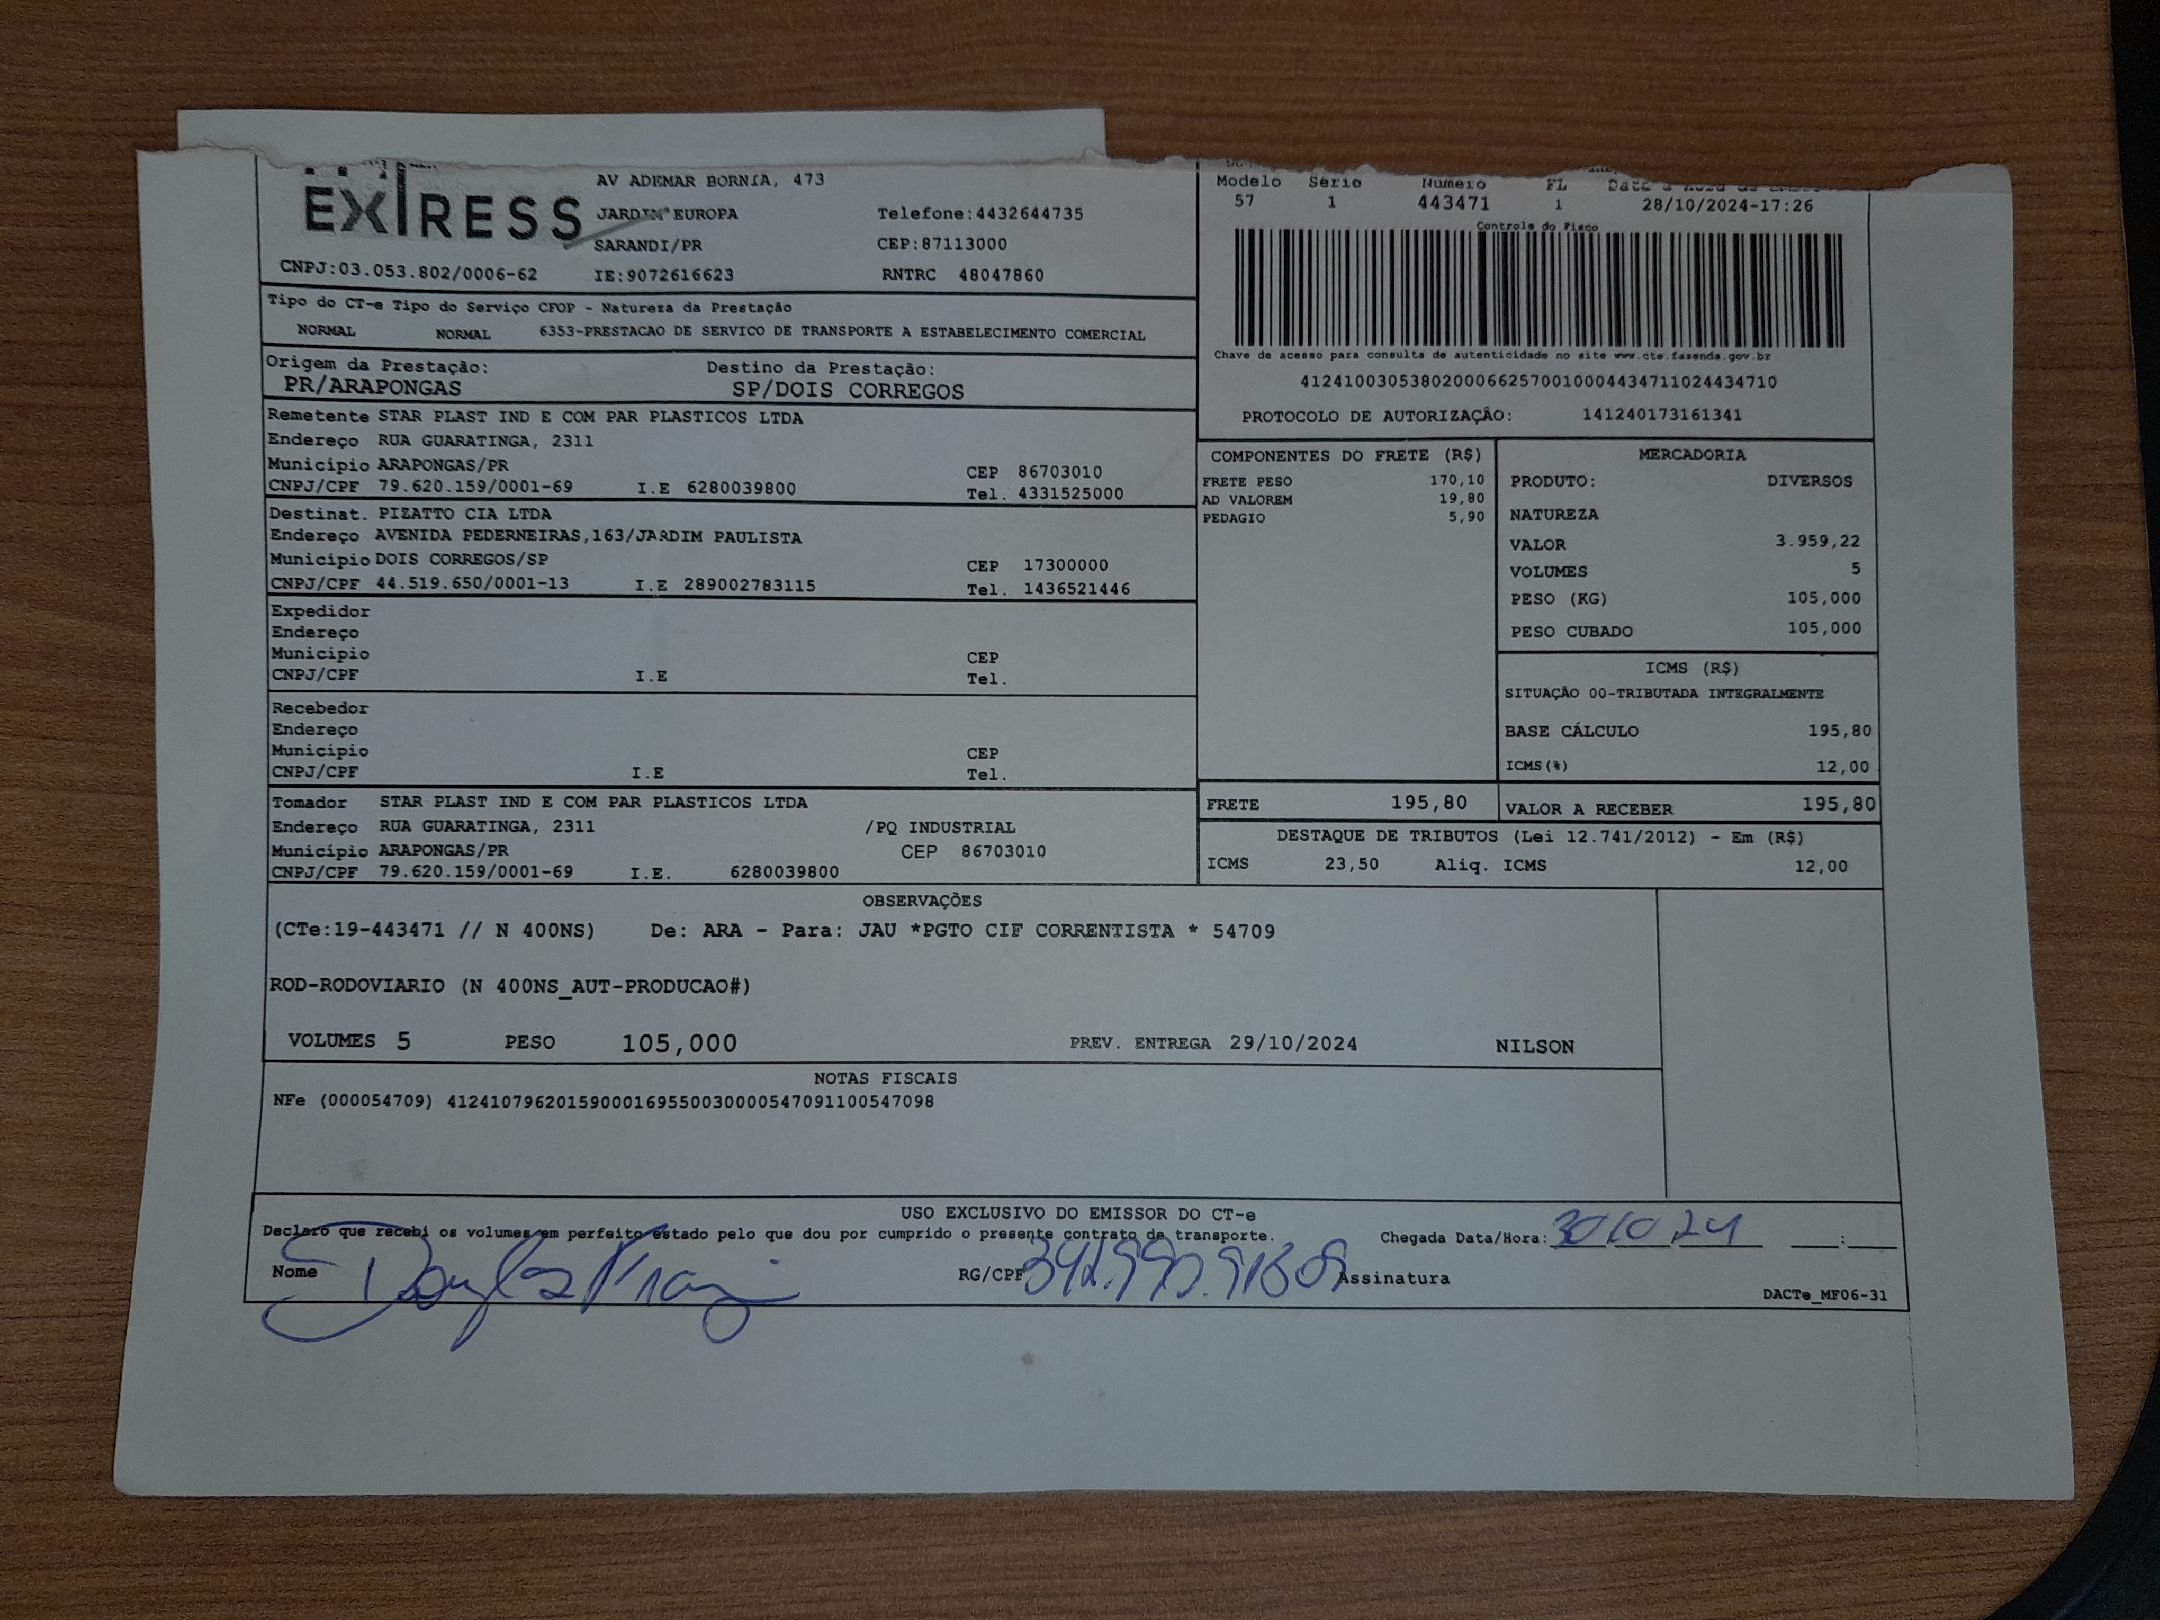 EXPRESS
AV ADEMAR BORNIA, 473
JARDIM EUROPA
Telefone:4432644735
SARANDI/PR
CEP:87113000
CNPJ:03.053.802/0006-62
IE:9072616623
RNTRC 48047860
Modelo Serie Numero FL
57 1 443471 1 28/10/2024-17:26
Controle do Fisco
Tipo do CT-e Tipo do Serviço CFOP - Natureza da Prestação
NORMAL NORMAL 6353-PRESTACAO DE SERVICO DE TRANSPORTE A ESTABELECIMENTO COMERCIAL
Chave de acesso para consulta de autenticidade no site www.cte.fazenda.gov.br
41241003053802000662570010004434711024434710
PROTOCOLO DE AUTORIZAÇÃO: 141240173161341
Origem da Prestação: Destino da Prestação:
PR/ARAPONGAS SP/DOIS CORREGOS
Remetente STAR PLAST IND E COM PAR PLASTICOS LTDA
Endereço RUA GUARATINGA, 2311
Município ARAPONGAS/PR CEP 86703010
CNPJ/CPF 79.620.159/0001-69 I.E 6280039800 Tel. 4331525000
Destinat. PIZATTO CIA LTDA
Endereço AVENIDA PEDERNEIRAS,163/JARDIM PAULISTA
Município DOIS CORREGOS/SP CEP 17300000
CNPJ/CPF 44.519.650/0001-13 I.E 289002783115 Tel. 1436521446
Expedidor
Endereço
Município CEP
CNPJ/CPF I.E Tel.
Recebedor
Endereço
Município CEP
CNPJ/CPF I.E Tel.
Tomador STAR PLAST IND E COM PAR PLASTICOS LTDA
Endereço RUA GUARATINGA, 2311 /PQ INDUSTRIAL
Município ARAPONGAS/PR CEP 86703010
CNPJ/CPF 79.620.159/0001-69 I.E. 6280039800
COMPONENTES DO FRETE (R$)
FRETE PESO 170,10
AD VALOREM 19,80
PEDAGIO 5,90
MERCADORIA
PRODUTO: DIVERSOS
NATUREZA
VALOR 3.959,22
VOLUMES 5
PESO (KG) 105,000
PESO CUBADO 105,000
ICMS (R$)
SITUAÇÃO 00-TRIBUTADA INTEGRALMENTE
BASE CÁLCULO 195,80
ICMS(%) 12,00
FRETE 195,80 VALOR A RECEBER 195,80
DESTAQUE DE TRIBUTOS (Lei 12.741/2012) - Em (R$)
ICMS 23,50 Aliq. ICMS 12,00
OBSERVAÇÕES
(CTe:19-443471 // N 400NS) De: ARA - Para: JAU *PGTO CIF CORRENTISTA * 54709
ROD-RODOVIARIO (N 400NS_AUT-PRODUCAO#)
VOLUMES 5 PESO 105,000 PREV. ENTREGA 29/10/2024 NILSON
NOTAS FISCAIS
NFe (000054709) 41241079620159000169550030000547091100547098
USO EXCLUSIVO DO EMISSOR DO CT-e
Declaro que recebi os volumes em perfeito estado pelo que dou por cumprido o presente contrato de transporte. Chegada Data/Hora: 30 10 24 __:__
Nome Douglas RG/CPF Assinatura
DACTe_MF06-31